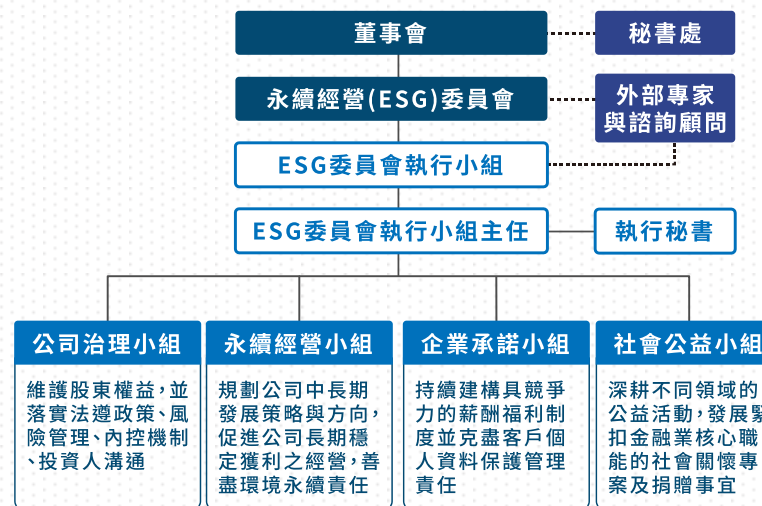 董事會
秘書處
永續經營(ESG)委員會
外部專家
與諮詢顧問
ESG委員會執行小組
ESG委員會執行小組主任
執行秘書
公司治理小組
維護股東權益,並
落實法遵政策、風
險管理、內控機制
、投資人溝通
永續經營小組
規劃公司中長期
發展策略與方向,
促進公司長期穩
定獲利之經營,善
盡環境永續責任
企業承諾小組
持續建構具競爭
力的薪酬福利制
度並克盡客戶個
人資料保護管理
責任
社會公益小組
深耕不同領域的
公益活動,發展緊
扣金融業核心職
能的社會關懷專
案及捐贈事宜